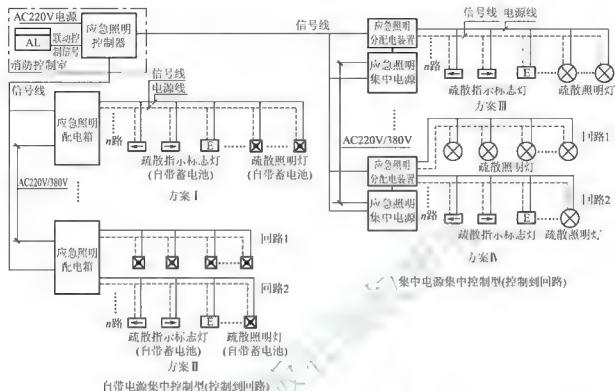 AC220V电源
应急照明
控制器
AL
联动控
制信号
消防控制室
信号线
信号线
电源线
应急照明
配电箱
n路
E
疏散指示标志灯
(自带蓄电池)
疏散照明灯
(自带蓄电池)
方案Ⅰ
AC220V/380V
应急照明
配电箱
回路1
回路2
n路
E
疏散指示标志灯
(自带蓄电池)
疏散照明灯
(自带蓄电池)
方案Ⅱ
自带电源集中控制型(控制到回路)
信号线
应急照明
分配电装置
应急照明
集中电源
信号线
电源线
n路
E
疏散指示标志灯
疏散照明灯
方案Ⅲ
AC220V/380V
应急照明
分配电装置
应急照明
集中电源
回路1
疏散照明灯
回路2
n路
E
疏散指示标志灯
疏散照明灯
方案Ⅳ
集中电源集中控制型(控制到回路)